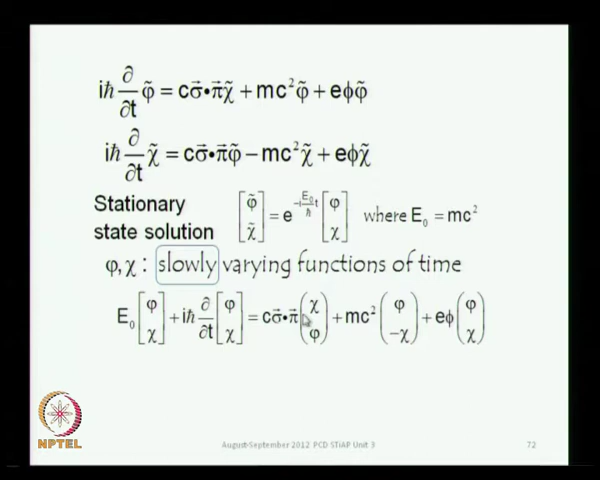 iħ ∂/∂t φ̃ = cσ⃗•π⃗χ̃ + mc²φ̃ + eϕφ̃
iħ ∂/∂t χ̃ = cσ⃗•π⃗φ̃ − mc²χ̃ + eϕχ̃
Stationary
state solution [φ̃ χ̃] = e^(−i(E₀/ħ)t) [φ χ] where E₀ = mc²
φ, χ : slowly varying functions of time
E₀ [φ χ] + iħ ∂/∂t [φ χ] = cσ⃗•π⃗ (χ φ) + mc² (φ −χ) + eϕ (φ χ)
NPTEL
August-September 2012 PCD STiAP Unit 3
72